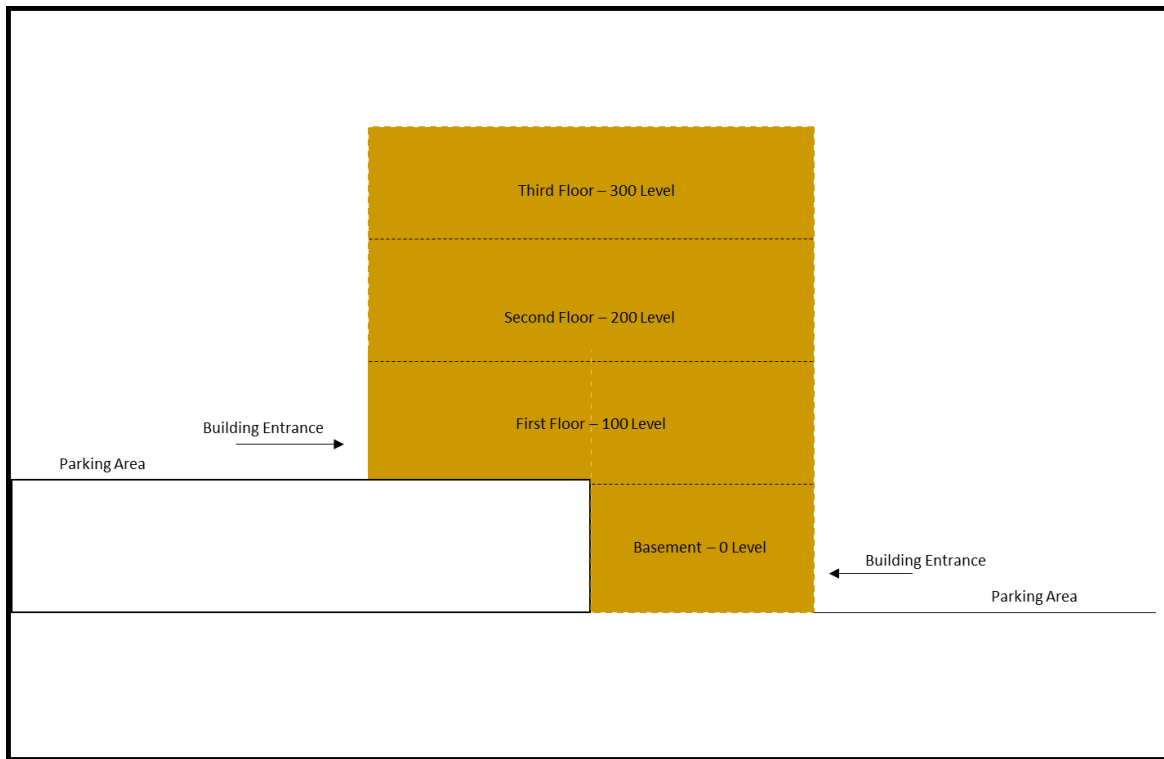 Third Floor – 300 Level
Second Floor – 200 Level
First Floor – 100 Level
Building Entrance
Parking Area
Basement – 0 Level
Building Entrance
Parking Area